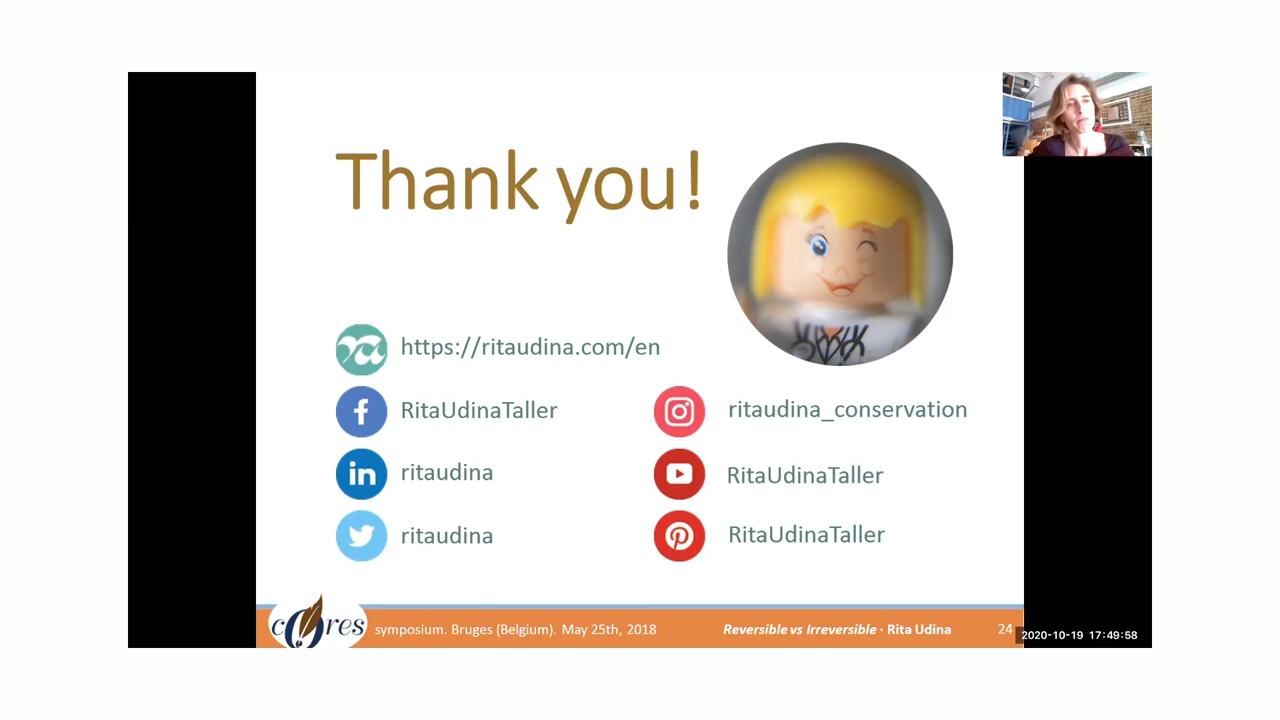 Thank you!
https://ritaudina.com/en
RitaUdinaTaller
ritaudina_conservation
in ritaudina
RitaUdinaTaller
ritaudina
RitaUdinaTaller
cores symposium. Bruges (Belgium). May 25th, 2018 Reversible vs Irreversible · Rita Udina 24
2020-10-19 17:49:58